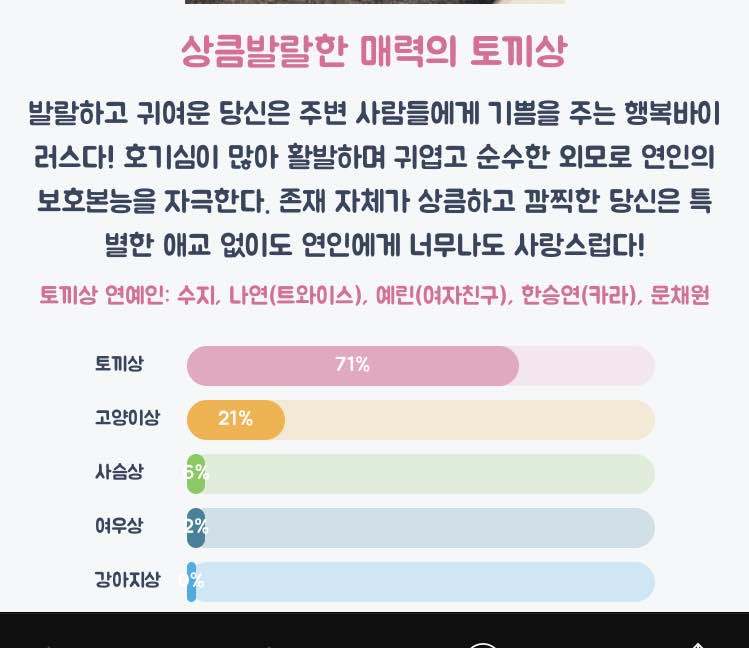 상큼발랄한 매력의 토끼상
발랄하고 귀여운 당신은 주변 사람들에게 기쁨을 주는 행복바이
러스다! 호기심이 많아 활발하며 귀엽고 순수한 외모로 연인의
보호본능을 자극한다. 존재 자체가 상큼하고 깜찍한 당신은 특
별한 애교 없이도 연인에게 너무나도 사랑스럽다!
토끼상 연예인: 수지, 나연(트와이스), 예린(여자친구), 한승연(카라), 문채원
토끼상 71%
고양이상 21%
사슴상 6%
여우상 2%
강아지상 0%